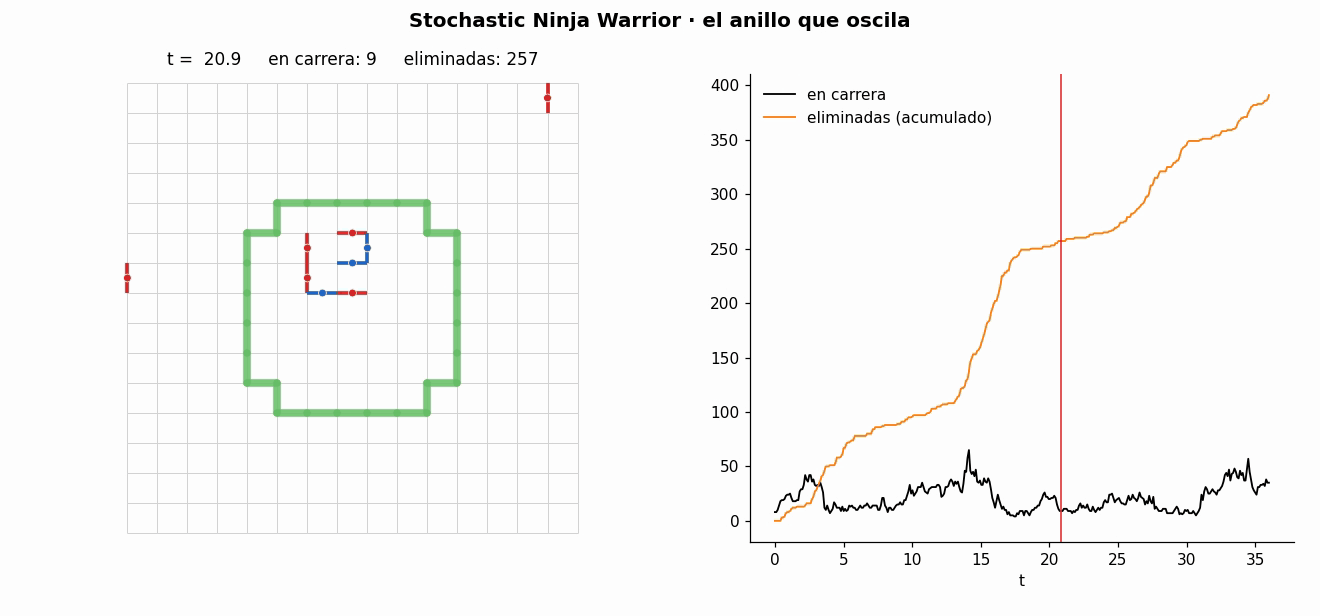 Stochastic Ninja Warrior · el anillo que oscila
t =  20.9     en carrera: 9     eliminadas: 257
en carrera
eliminadas (acumulado)
400
350
300
250
200
150
100
50
0
0 5 10 15 20 25 30 35
t